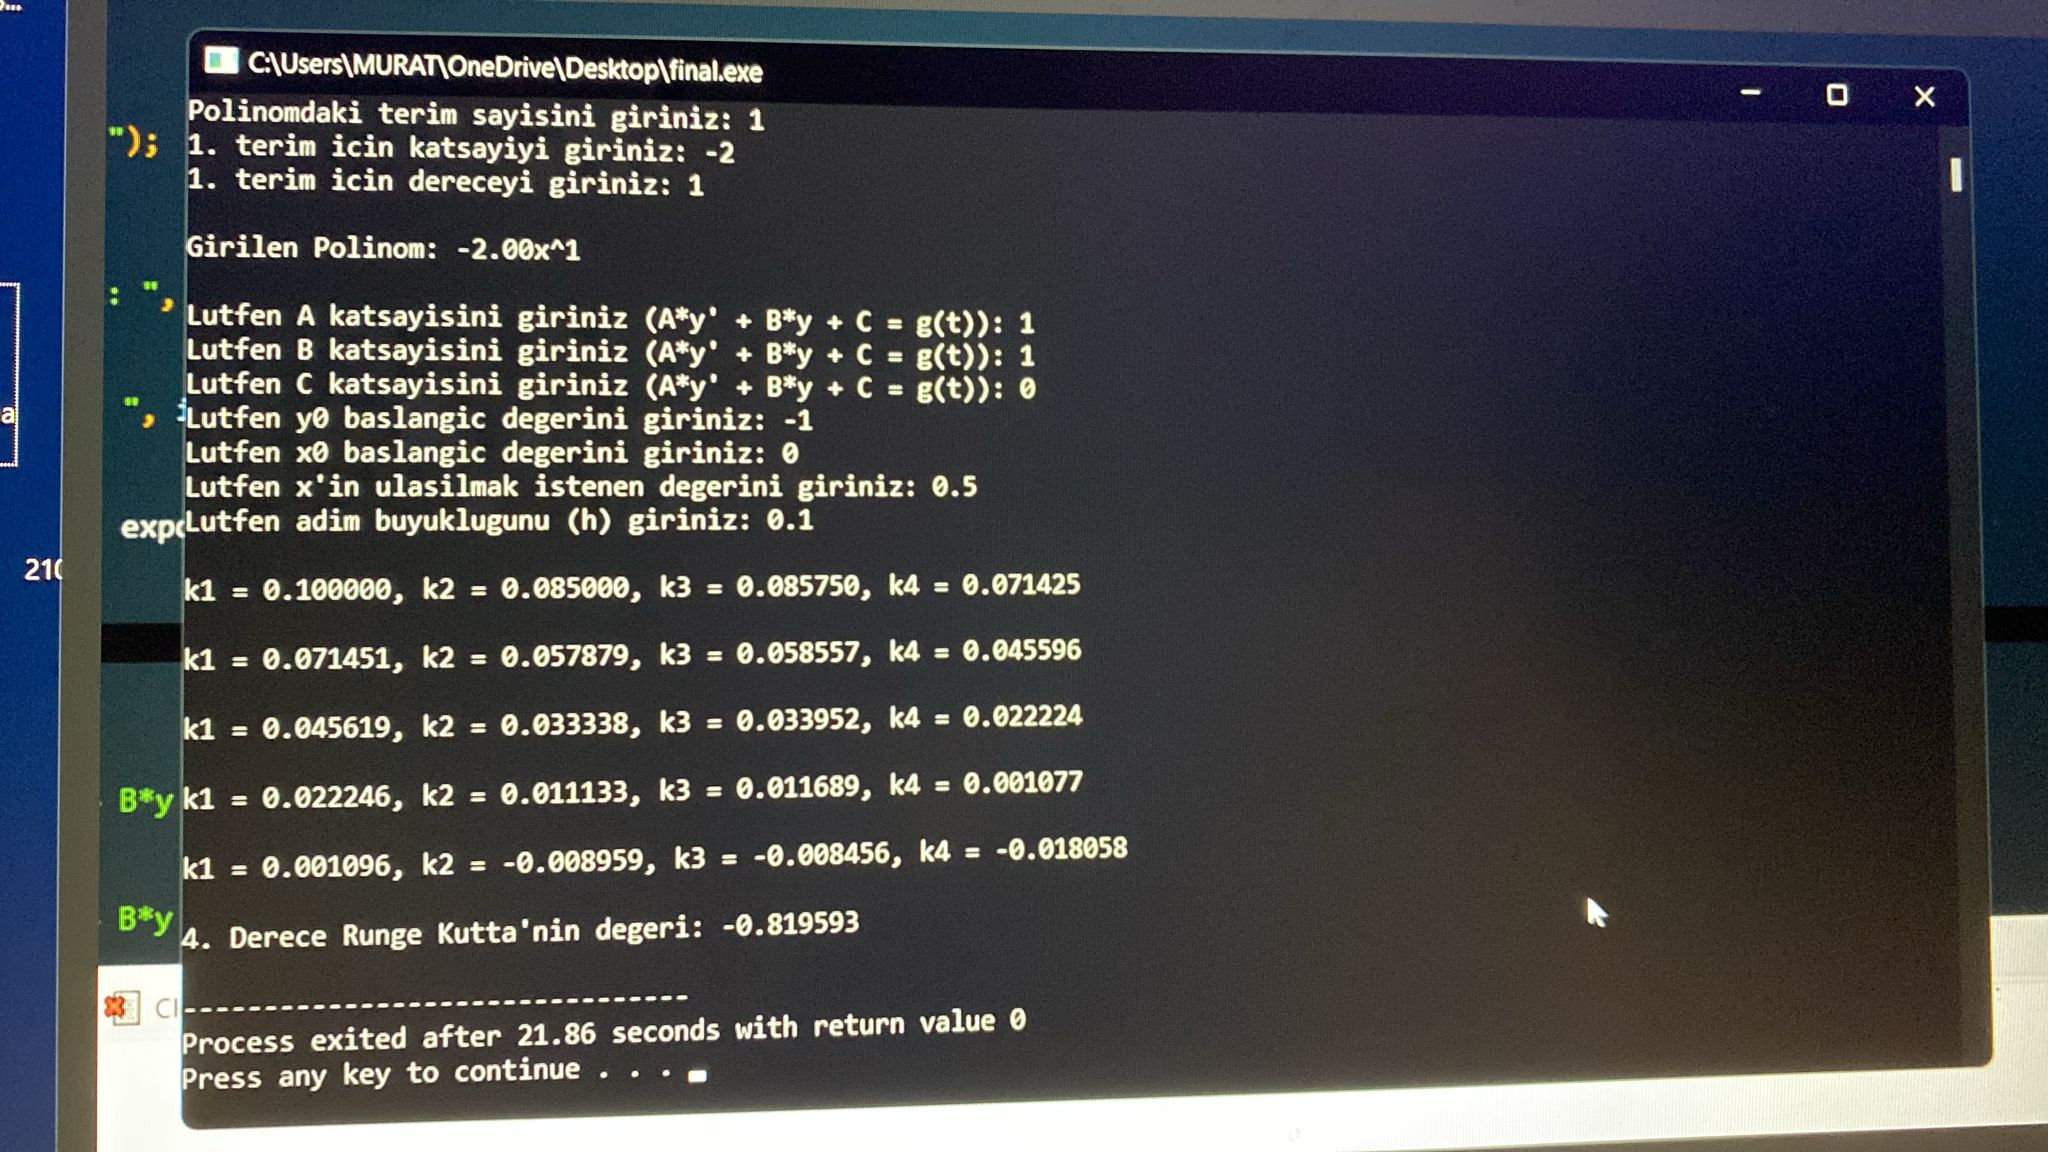 C:\Users\MURAT\OneDrive\Desktop\final.exe
Polinomdaki terim sayisini giriniz: 1
");
1. terim icin katsayiyi giriniz: -2
1. terim icin dereceyi giriniz: 1
Girilen Polinom: -2.00x^1
: ",
Lutfen A katsayisini giriniz (A*y' + B*y + C = g(t)): 1
Lutfen B katsayisini giriniz (A*y' + B*y + C = g(t)): 1
Lutfen C katsayisini giriniz (A*y' + B*y + C = g(t)): 0
",
Lutfen y0 baslangic degerini giriniz: -1
Lutfen x0 baslangic degerini giriniz: 0
Lutfen x'in ulasilmak istenen degerini giriniz: 0.5
Lutfen adim buyuklugunu (h) giriniz: 0.1
210
k1 = 0.100000, k2 = 0.085000, k3 = 0.085750, k4 = 0.071425
k1 = 0.071451, k2 = 0.057879, k3 = 0.058557, k4 = 0.045596
k1 = 0.045619, k2 = 0.033338, k3 = 0.033952, k4 = 0.022224
B*y
k1 = 0.022246, k2 = 0.011133, k3 = 0.011689, k4 = 0.001077
k1 = 0.001096, k2 = -0.008959, k3 = -0.008456, k4 = -0.018058
B*y
4. Derece Runge Kutta'nin degeri: -0.819593
--------------------------------
Process exited after 21.86 seconds with return value 0
Press any key to continue . . .